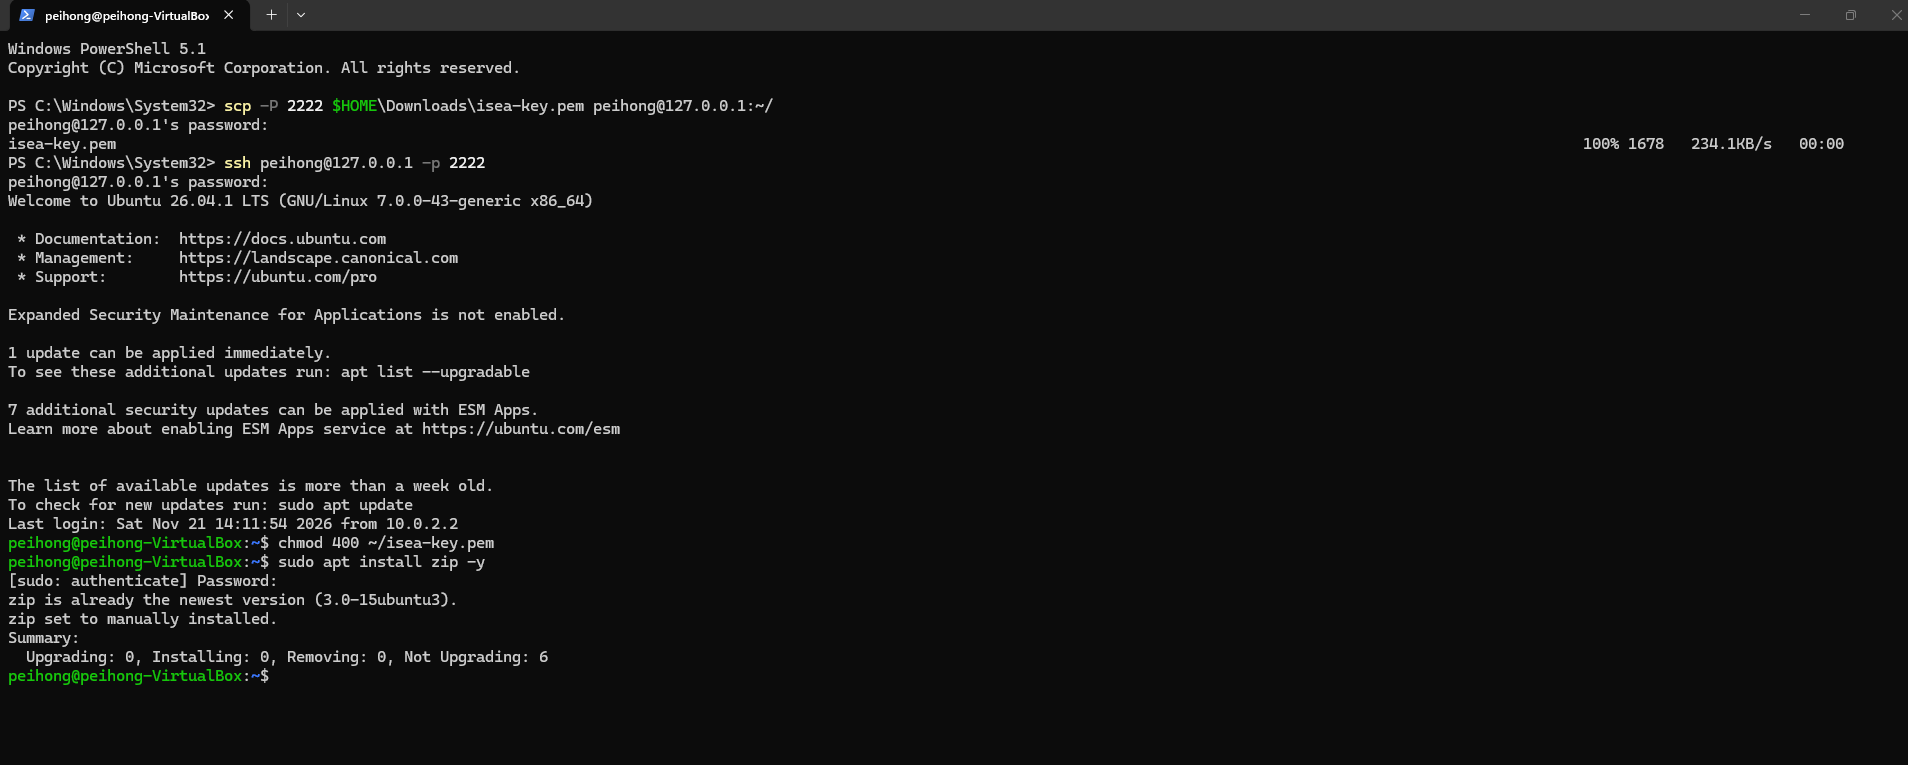 peihong@peihong-VirtualBox
Windows PowerShell 5.1
Copyright (C) Microsoft Corporation. All rights reserved.
PS C:\Windows\System32> scp -P 2222 $HOME\Downloads\isea-key.pem peihong@127.0.0.1:~/
peihong@127.0.0.1's password:
isea-key.pem 100% 1678 234.1KB/s 00:00
PS C:\Windows\System32> ssh peihong@127.0.0.1 -p 2222
peihong@127.0.0.1's password:
Welcome to Ubuntu 26.04.1 LTS (GNU/Linux 7.0.0-43-generic x86_64)
* Documentation: https://docs.ubuntu.com
* Management: https://landscape.canonical.com
* Support: https://ubuntu.com/pro
Expanded Security Maintenance for Applications is not enabled.
1 update can be applied immediately.
To see these additional updates run: apt list --upgradable
7 additional security updates can be applied with ESM Apps.
Learn more about enabling ESM Apps service at https://ubuntu.com/esm
The list of available updates is more than a week old.
To check for new updates run: sudo apt update
Last login: Sat Nov 21 14:11:54 2026 from 10.0.2.2
peihong@peihong-VirtualBox:~$ chmod 400 ~/isea-key.pem
peihong@peihong-VirtualBox:~$ sudo apt install zip -y
[sudo: authenticate] Password:
zip is already the newest version (3.0-15ubuntu3).
zip set to manually installed.
Summary:
Upgrading: 0, Installing: 0, Removing: 0, Not Upgrading: 6
peihong@peihong-VirtualBox:~$